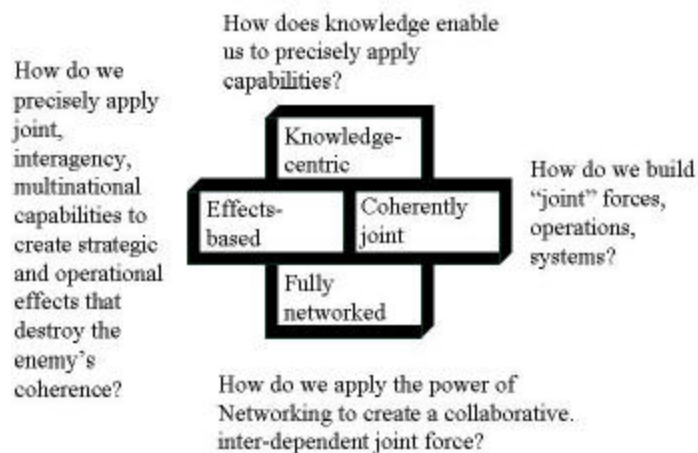 How does knowledge enable
us to precisely apply
capabilities?
How do we
precisely apply
joint,
interagency,
multinational
capabilities to
create strategic
and operational
effects that
destroy the
enemy's
coherence?
Knowledge-
centric
Effects-
based
Coherently
joint
Fully
networked
How do we build
“joint” forces,
operations,
systems?
How do we apply the power of
Networking to create a collaborative.
inter-dependent joint force?